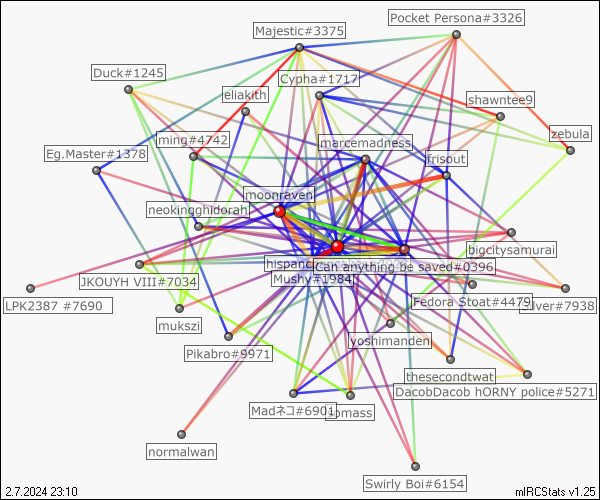 Pocket Persona#3326
Majestic#3375
Duck#1245
Cypha#1717
eliakith
shawntee9
zebula
ming#4742
marcemadness
Eg.Master#1378
frisout
moonraven
neokingghidorah
bigcitysamurai
hispand
Can anything be saved#0396
JKOUYH VIII#7034
Mushy#1984
LPK2387 #7690
Fedora Stoat#4479
Silver#7938
mukszi
yoshimanden
Pikabro#9971
thesecondtwat
DacobDacob hORNY police#5271
Madネコ#6901
normalwan
Swirly Boi#6154
2.7.2024 23:10
mIRCStats v1.25